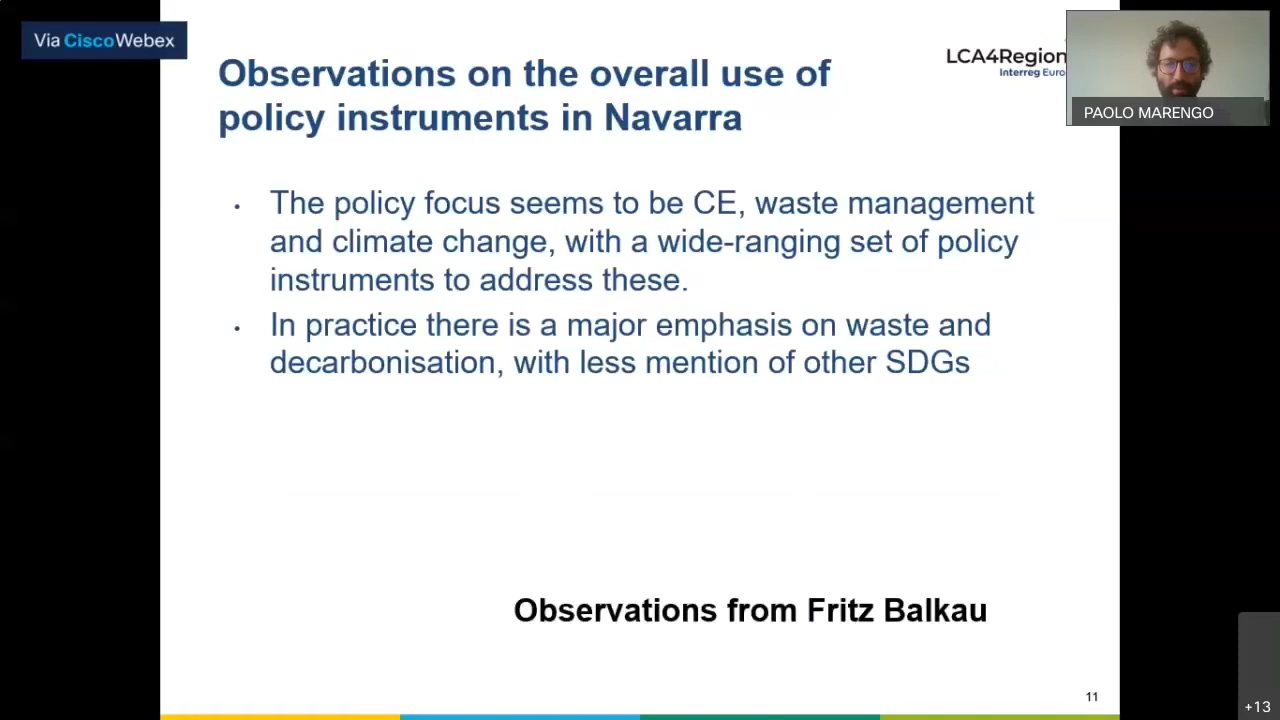 Via CiscoWebex
Observations on the overall use of
policy instruments in Navarra
LCA4Region
Interreg Euro
PAOLO MARENGO
• The policy focus seems to be CE, waste management
and climate change, with a wide-ranging set of policy
instruments to address these.
• In practice there is a major emphasis on waste and
decarbonisation, with less mention of other SDGs
Observations from Fritz Balkau
11
+13